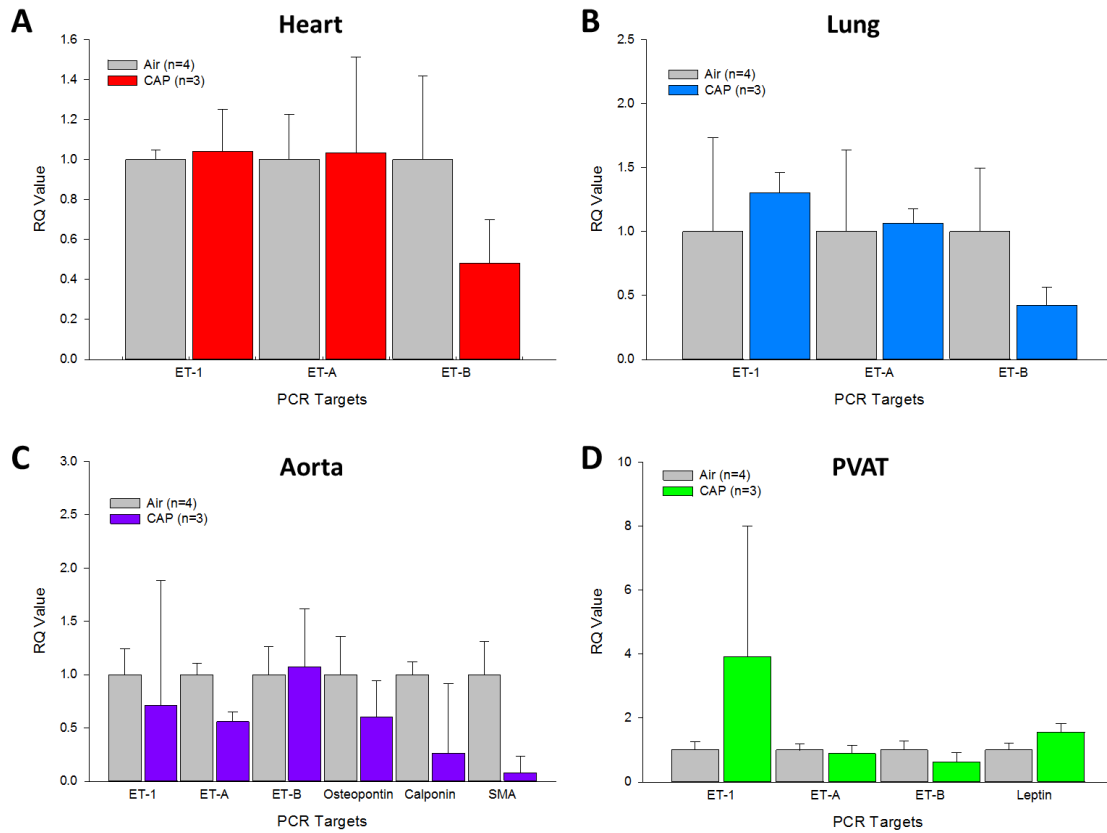 A
Heart
1.6
1.4
1.2
1.0
0.8
0.6
0.4
0.2
0.0
RQ Value
Air (n=4)
CAP (n=3)
ET-1 ET-A ET-B
PCR Targets
B
Lung
2.5
2.0
1.5
1.0
0.5
0.0
RQ Value
Air (n=4)
CAP (n=3)
ET-1 ET-A ET-B
PCR Targets
C
Aorta
3.0
2.5
2.0
1.5
1.0
0.5
0.0
RQ Value
Air (n=4)
CAP (n=3)
ET-1 ET-A ET-B Osteopontin Calponin SMA
PCR Targets
D
PVAT
10
8
6
4
2
0
RQ Value
Air (n=4)
CAP (n=3)
ET-1 ET-A ET-B Leptin
PCR Targets